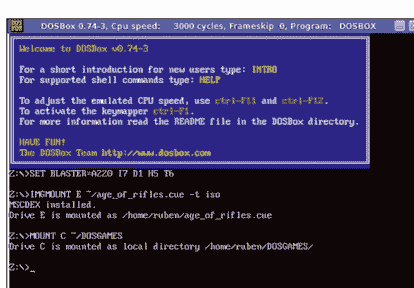 DOSBox 0.74-3, Cpu speed: 3000 cycles, Frameskip 0, Program: DOSBOX
Welcome to DOSBox v0.74-3
For a short introduction for new users type: INTRO
For supported shell commands type: HELP
To adjust the emulated CPU speed, use ctrl-F11 and ctrl-F12.
To activate the keymapper ctrl-F1.
For more information read the README file in the DOSBox directory.
HAVE FUN!
The DOSBox Team http://www.dosbox.com
Z:\>SET BLASTER=A220 I7 D1 H5 T6
Z:\>IMGMOUNT E ~/age_of_rifles.cue -t iso
MSCDEX installed.
Drive E is mounted as /home/ruben/age_of_rifles.cue
Z:\>MOUNT C ~/DOSGAMES
Drive C is mounted as local directory /home/ruben/DOSGAMES/
Z:\>_